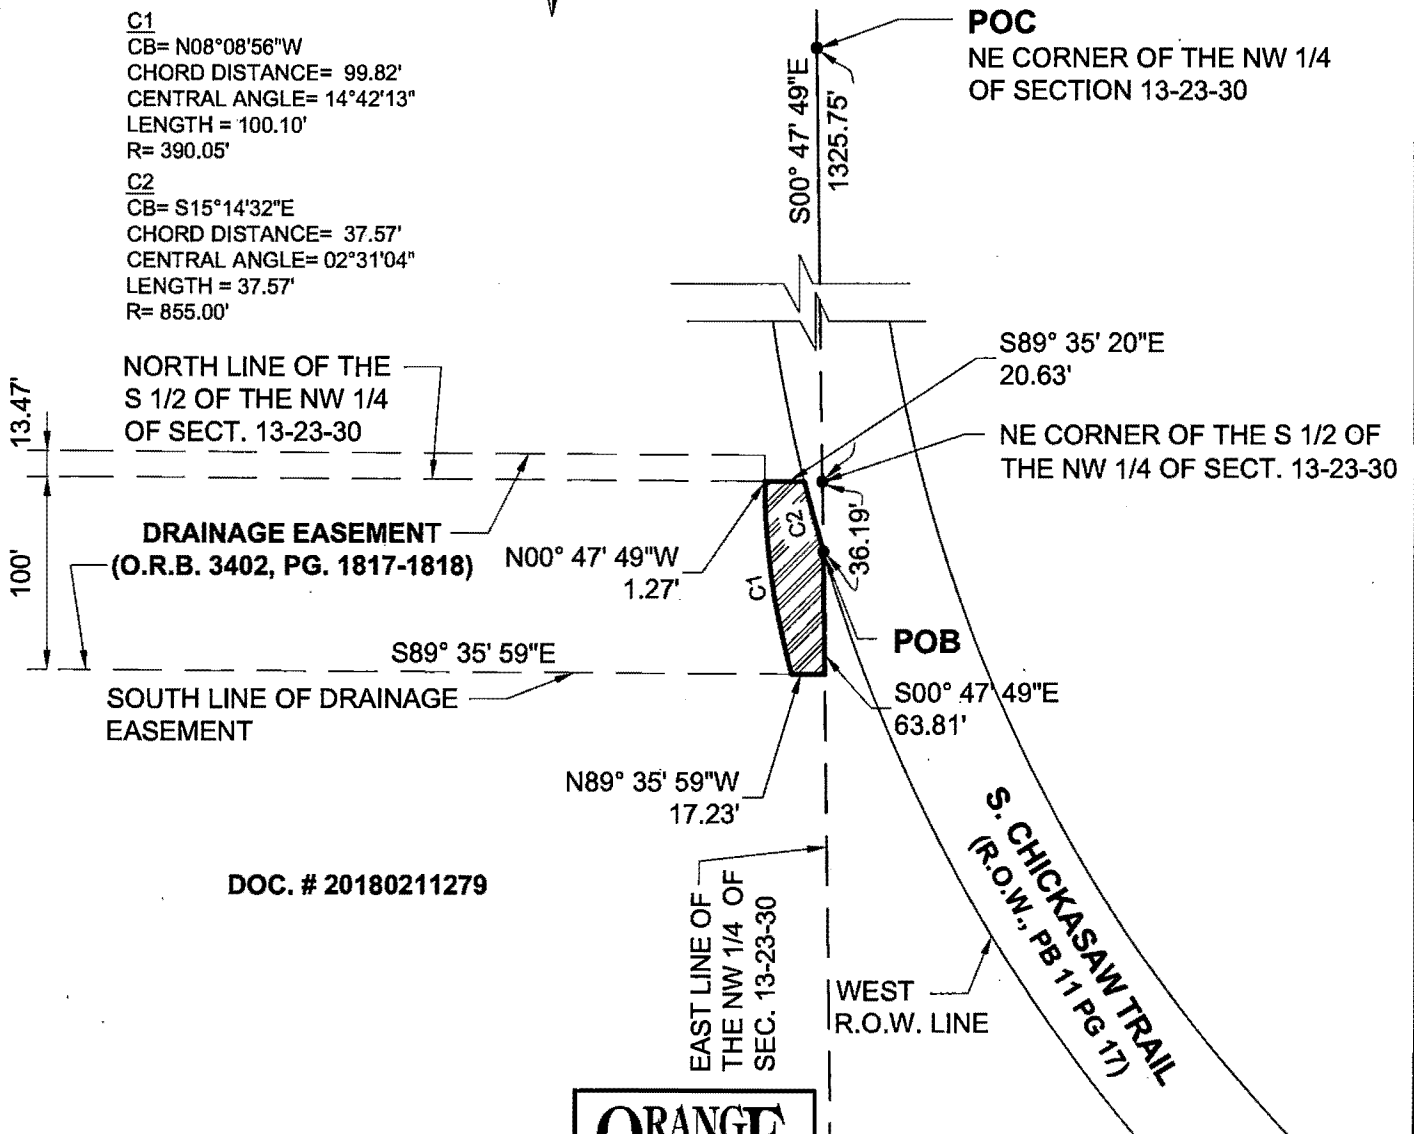 C1
CB= N08°08'56"W
CHORD DISTANCE= 99.82'
CENTRAL ANGLE= 14°42'13"
LENGTH = 100.10'
R= 390.05'
C2
CB= S15°14'32"E
CHORD DISTANCE= 37.57'
CENTRAL ANGLE= 02°31'04"
LENGTH = 37.57'
R= 855.00'
POC
NE CORNER OF THE NW 1/4
OF SECTION 13-23-30
S00° 47' 49"E
1325.75'
S89° 35' 20"E
20.63'
NORTH LINE OF THE
S 1/2 OF THE NW 1/4
OF SECT. 13-23-30
13.47'
NE CORNER OF THE S 1/2 OF
THE NW 1/4 OF SECT. 13-23-30
DRAINAGE EASEMENT
(O.R.B. 3402, PG. 1817-1818)
100'
N00° 47' 49"W
1.27'
C1
C2
36.19'
POB
S89° 35' 59"E
SOUTH LINE OF DRAINAGE
EASEMENT
S00° 47' 49"E
63.81'
N89° 35' 59"W
17.23'
DOC. # 20180211279
EAST LINE OF
THE NW 1/4 OF
SEC. 13-23-30
WEST
R.O.W. LINE
S. CHICKASAW TRAIL
(R.O.W., PB 11 PG 17)
ORANGE